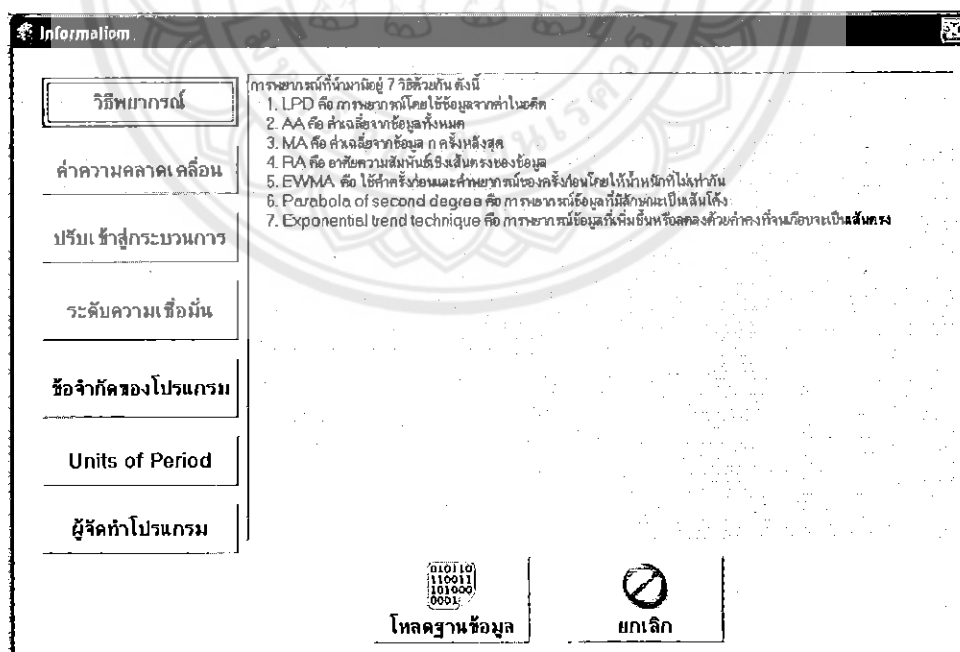 Informatiom
วิธีพยากรณ์
ค่าความคลาดเคลื่อน
ปรับเข้าสู่กระบวนการ
ระดับความเชื่อมั่น
ข้อจำกัดของโปรแกรม
Units of Period
ผู้จัดทำโปรแกรม
การพยากรณ์ที่นำมามีอยู่ 7 วิธีด้วยกัน ดังนี้
1. LPD คือ การพยากรณ์โดยใช้ข้อมูลจากค่าในอดีต
2. AA คือ ค่าเฉลี่ยจากข้อมูลทั้งหมด
3. MA คือ ค่าเฉลี่ยจากข้อมูล n ครั้งหลังสุด
4. RA คือ อาศัยความสัมพันธ์เชิงเส้นตรงของข้อมูล
5. EWMA คือ ใช้ค่าครั้งก่อนและค่าพยากรณ์ของครั้งก่อนโดยให้น้ำหนักที่ไม่เท่ากัน
6. Parabola of second degree คือ การพยากรณ์ข้อมูลที่มีลักษณะเป็นเส้นโค้ง
7. Exponential trend technique คือ การพยากรณ์ข้อมูลที่เพิ่มขึ้นหรือลดลงด้วยค่าคงที่จนเกือบจะเป็นเส้นตรง
010110
110011
101000
0001
โหลดฐานข้อมูล
ยกเลิก